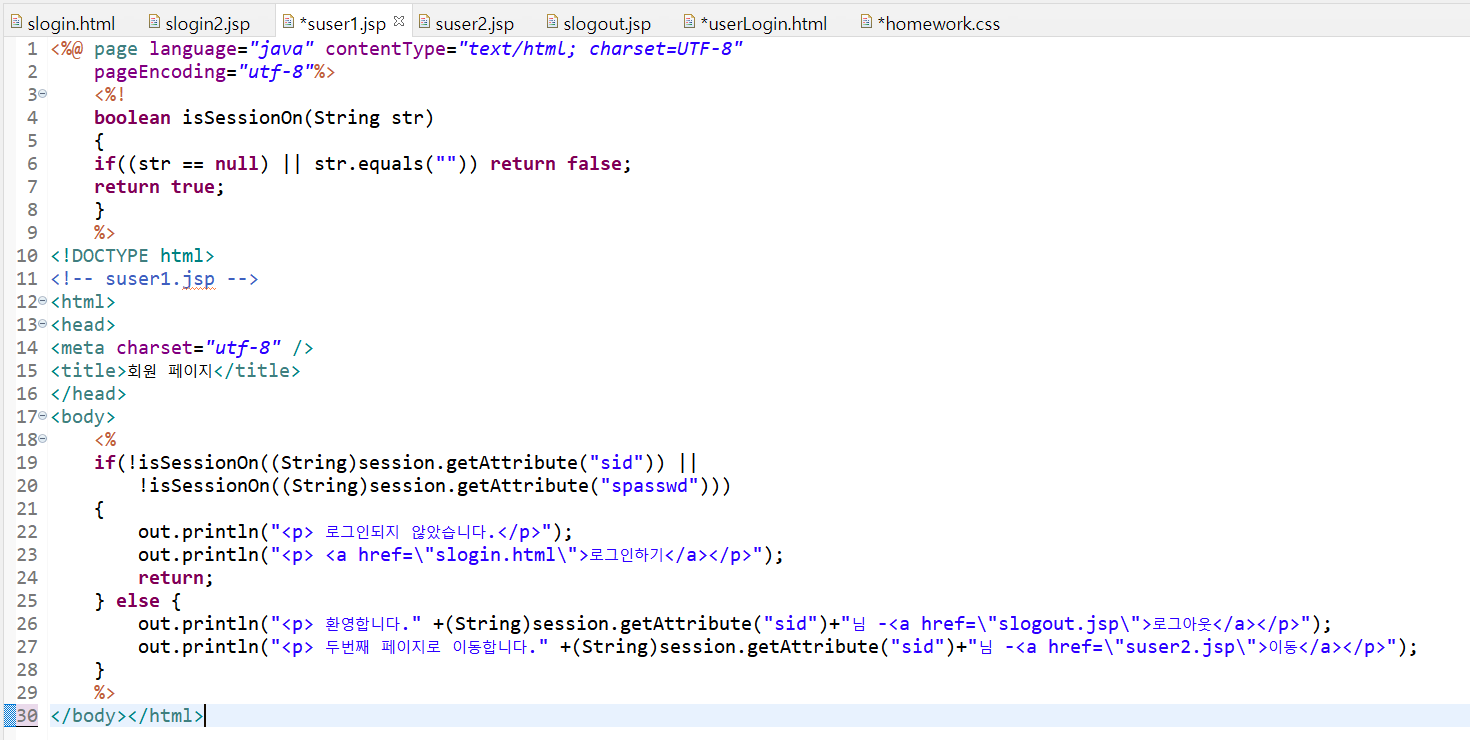 slogin.html slogin2.jsp *suser1.jsp suser2.jsp slogout.jsp *userLogin.html *homework.css
1 <%@ page language="java" contentType="text/html; charset=UTF-8"
2     pageEncoding="utf-8"%>
3     <%!
4     boolean isSessionOn(String str)
5     {
6     if((str == null) || str.equals("")) return false;
7     return true;
8     }
9     %>
10 <!DOCTYPE html>
11 <!-- suser1.jsp -->
12 <html>
13 <head>
14 <meta charset="utf-8" />
15 <title>회원 페이지</title>
16 </head>
17 <body>
18     <%
19     if(!isSessionOn((String)session.getAttribute("sid")) ||
20         !isSessionOn((String)session.getAttribute("spasswd")))
21     {
22         out.println("<p> 로그인되지 않았습니다.</p>");
23         out.println("<p> <a href=\"slogin.html\">로그인하기</a></p>");
24         return;
25     } else {
26         out.println("<p> 환영합니다." +(String)session.getAttribute("sid")+"님 -<a href=\"slogout.jsp\">로그아웃</a></p>");
27         out.println("<p> 두번째 페이지로 이동합니다." +(String)session.getAttribute("sid")+"님 -<a href=\"suser2.jsp\">이동</a></p>");
28     }
29     %>
30 </body></html>